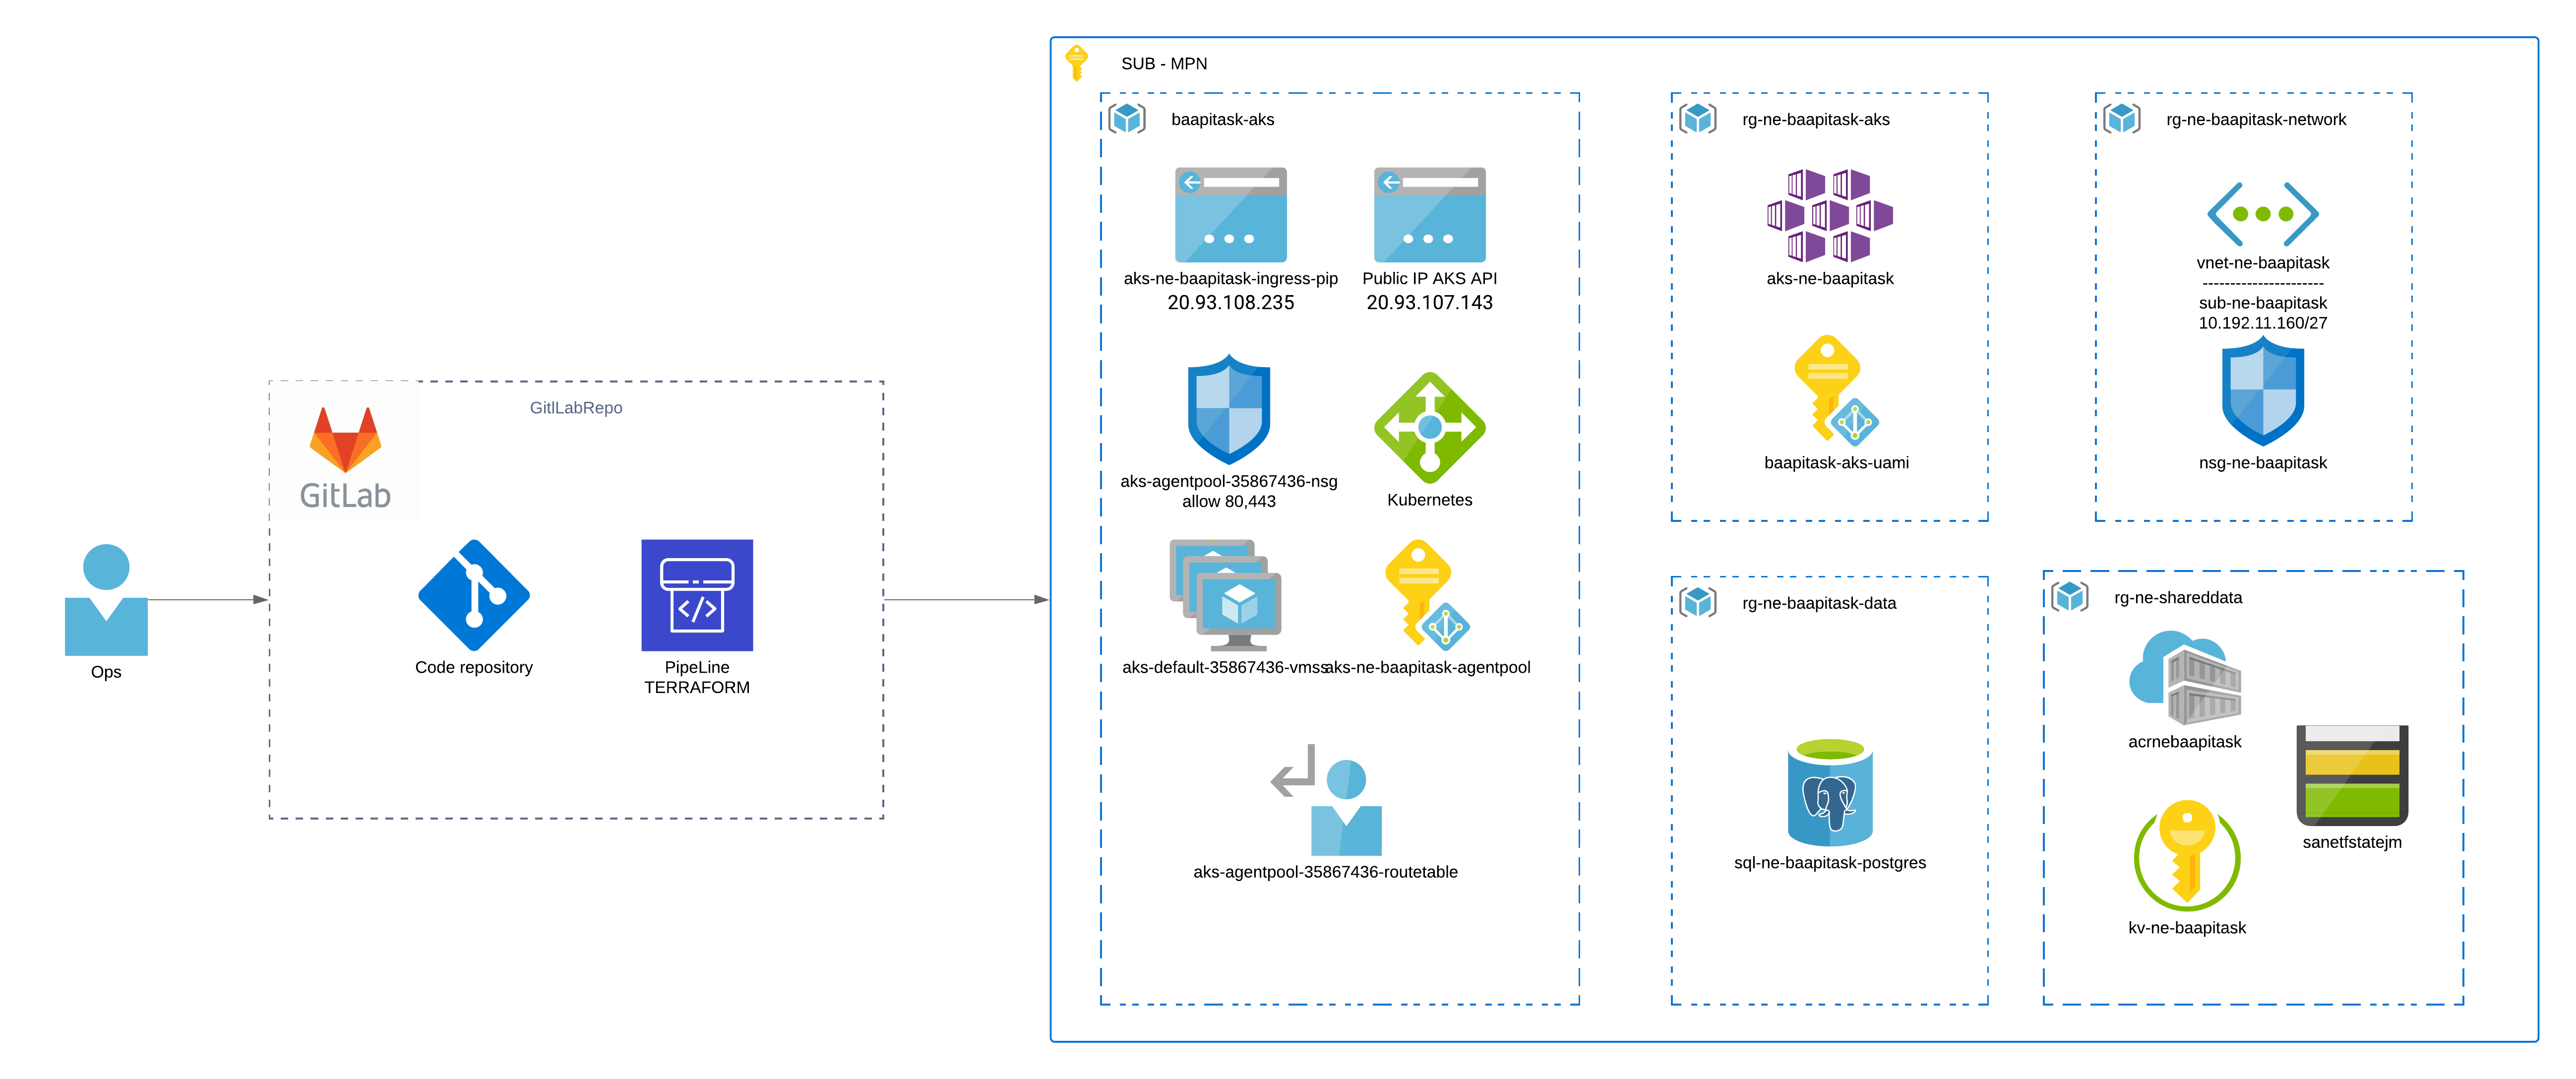 SUB - MPN
baapitask-aks
aks-ne-baapitask-ingress-pip
20.93.108.235
Public IP AKS API
20.93.107.143
aks-agentpool-35867436-nsg
allow 80,443
Kubernetes
aks-default-35867436-vmss
aks-ne-baapitask-agentpool
aks-agentpool-35867436-routetable
rg-ne-baapitask-aks
aks-ne-baapitask
baapitask-aks-uami
rg-ne-baapitask-network
vnet-ne-baapitask
----------------------
sub-ne-baapitask
10.192.11.160/27
nsg-ne-baapitask
rg-ne-baapitask-data
sql-ne-baapitask-postgres
rg-ne-shareddata
acrnebaapitask
sanetfstatejm
kv-ne-baapitask
GitlLabRepo
GitLab
Code repository
PipeLine
TERRAFORM
Ops